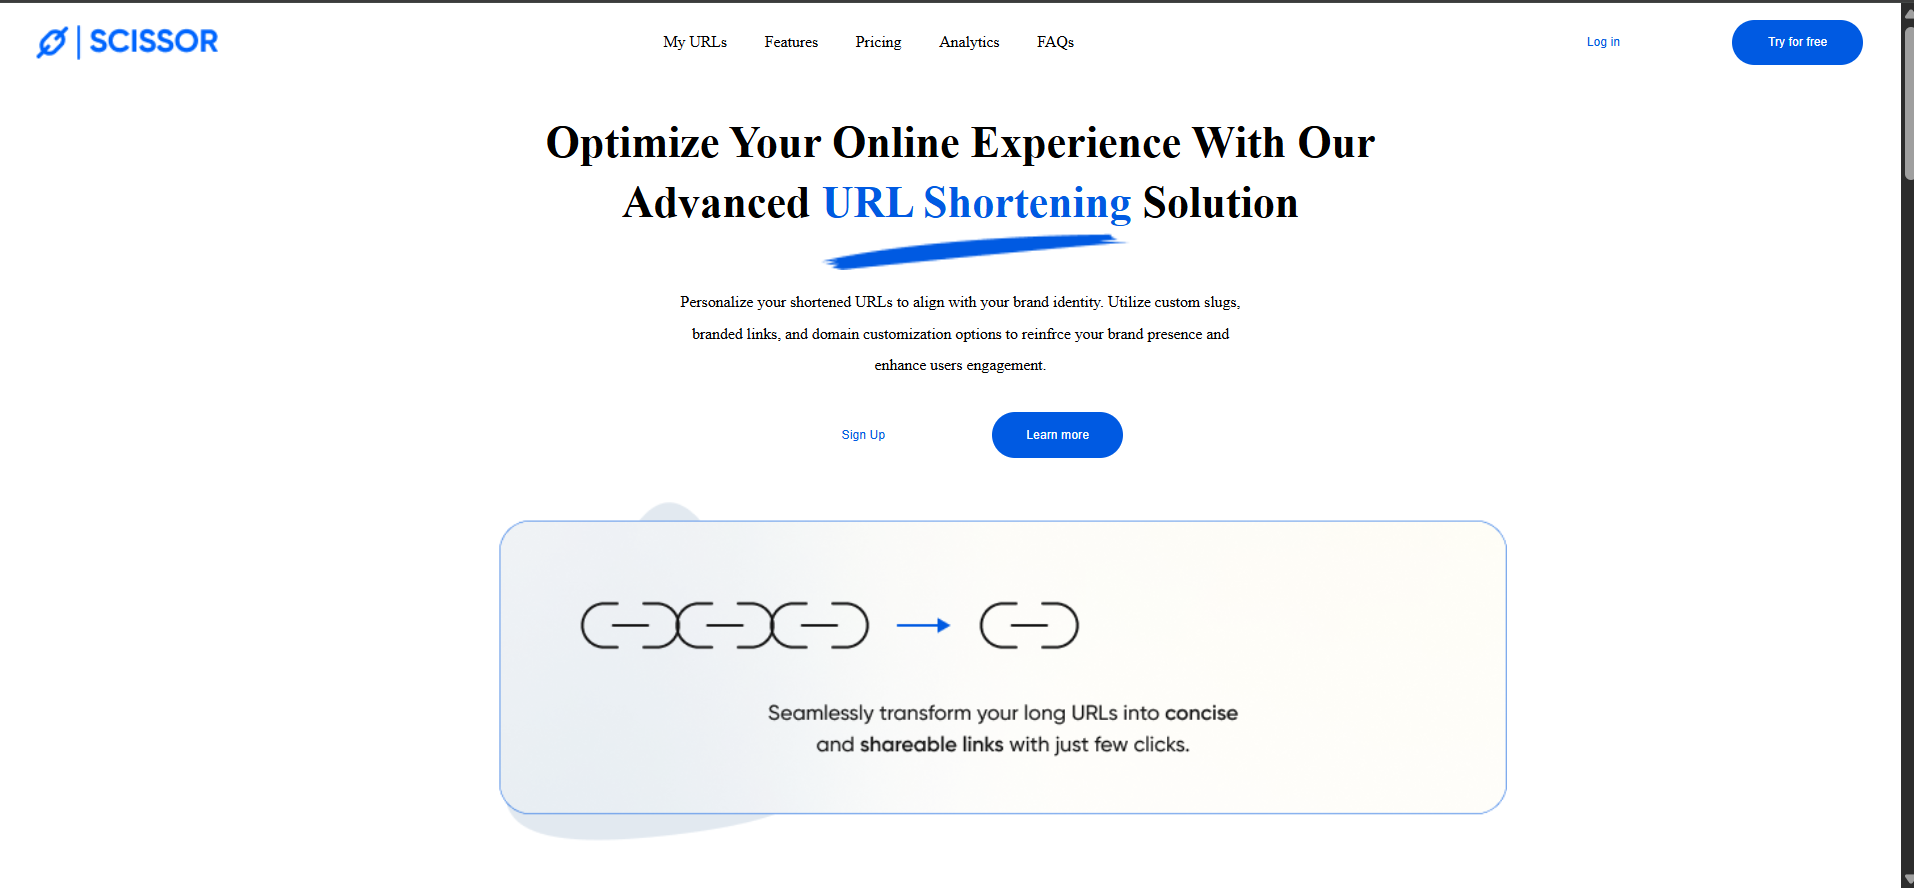 SCISSOR
My URLs Features Pricing Analytics FAQs
Log in
Try for free
Optimize Your Online Experience With Our
Advanced URL Shortening Solution
Personalize your shortened URLs to align with your brand identity. Utilize custom slugs,
branded links, and domain customization options to reinfrce your brand presence and
enhance users engagement.
Sign Up
Learn more
Seamlessly transform your long URLs into concise
and shareable links with just few clicks.